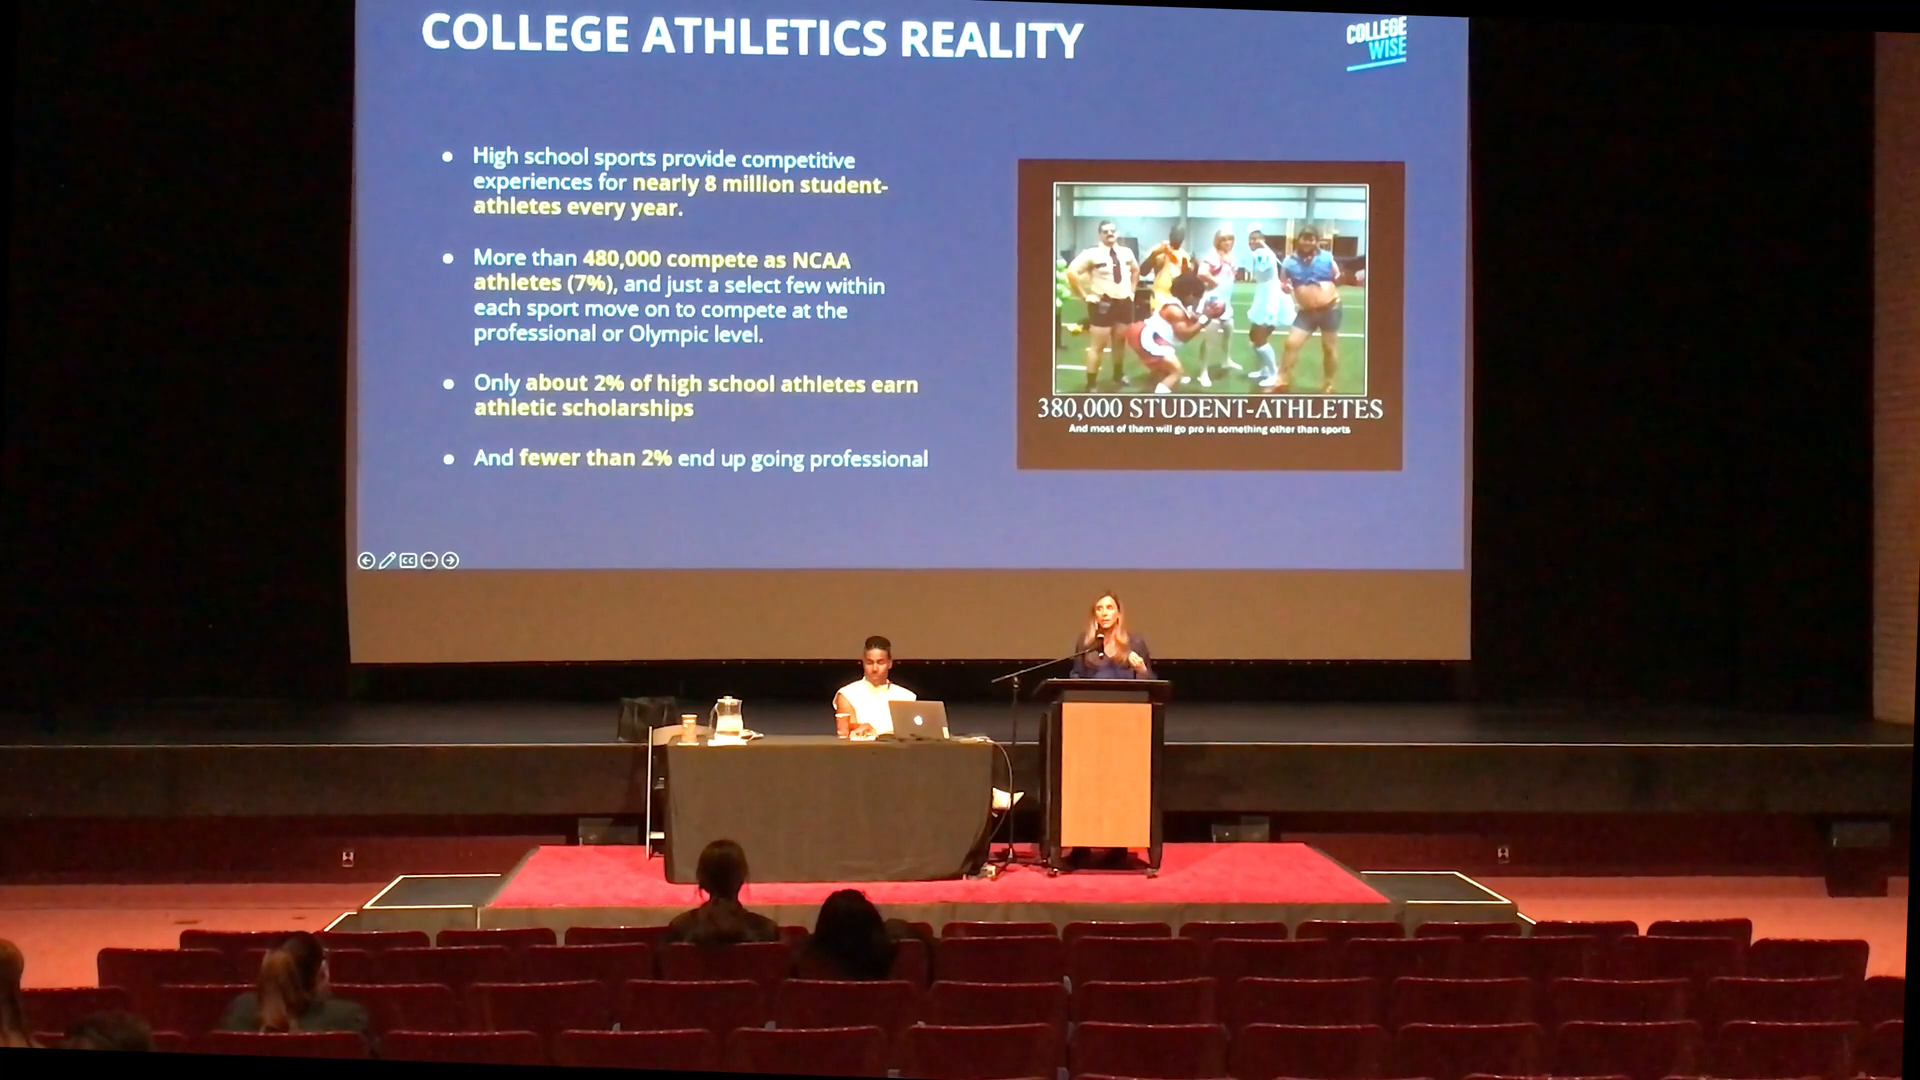 COLLEGE ATHLETICS REALITY
COLLEGE
WISE
• High school sports provide competitive
experiences for nearly 8 million student-
athletes every year.
• More than 480,000 compete as NCAA
athletes (7%), and just a select few within
each sport move on to compete at the
professional or Olympic level.
• Only about 2% of high school athletes earn
athletic scholarships
• And fewer than 2% end up going professional
380,000 STUDENT-ATHLETES
And most of them will go pro in something other than sports
CC